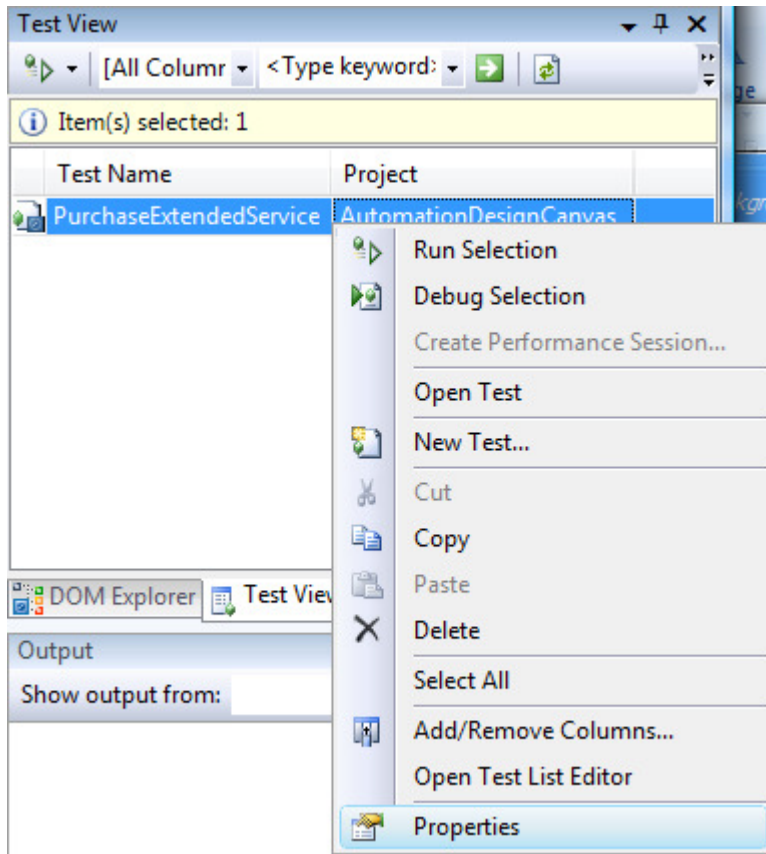 Test View
[All Columr <Type keyword>
ge
Item(s) selected: 1
Test Name Project
kgr
PurchaseExtendedService AutomationDesignCanvas
Run Selection
Debug Selection
Create Performance Session...
Open Test
New Test...
Cut
Copy
Paste
Delete
Select All
Add/Remove Columns...
Open Test List Editor
Properties
DOM Explorer Test View
Output
Show output from: